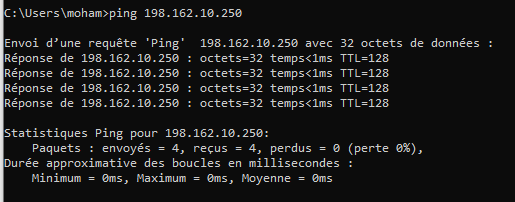 C:\Users\moham>ping 198.162.10.250
Envoi d’une requête 'Ping'  198.162.10.250 avec 32 octets de données :
Réponse de 198.162.10.250 : octets=32 temps<1ms TTL=128
Réponse de 198.162.10.250 : octets=32 temps<1ms TTL=128
Réponse de 198.162.10.250 : octets=32 temps<1ms TTL=128
Réponse de 198.162.10.250 : octets=32 temps<1ms TTL=128
Statistiques Ping pour 198.162.10.250:
    Paquets : envoyés = 4, reçus = 4, perdus = 0 (perte 0%),
Durée approximative des boucles en millisecondes :
    Minimum = 0ms, Maximum = 0ms, Moyenne = 0ms